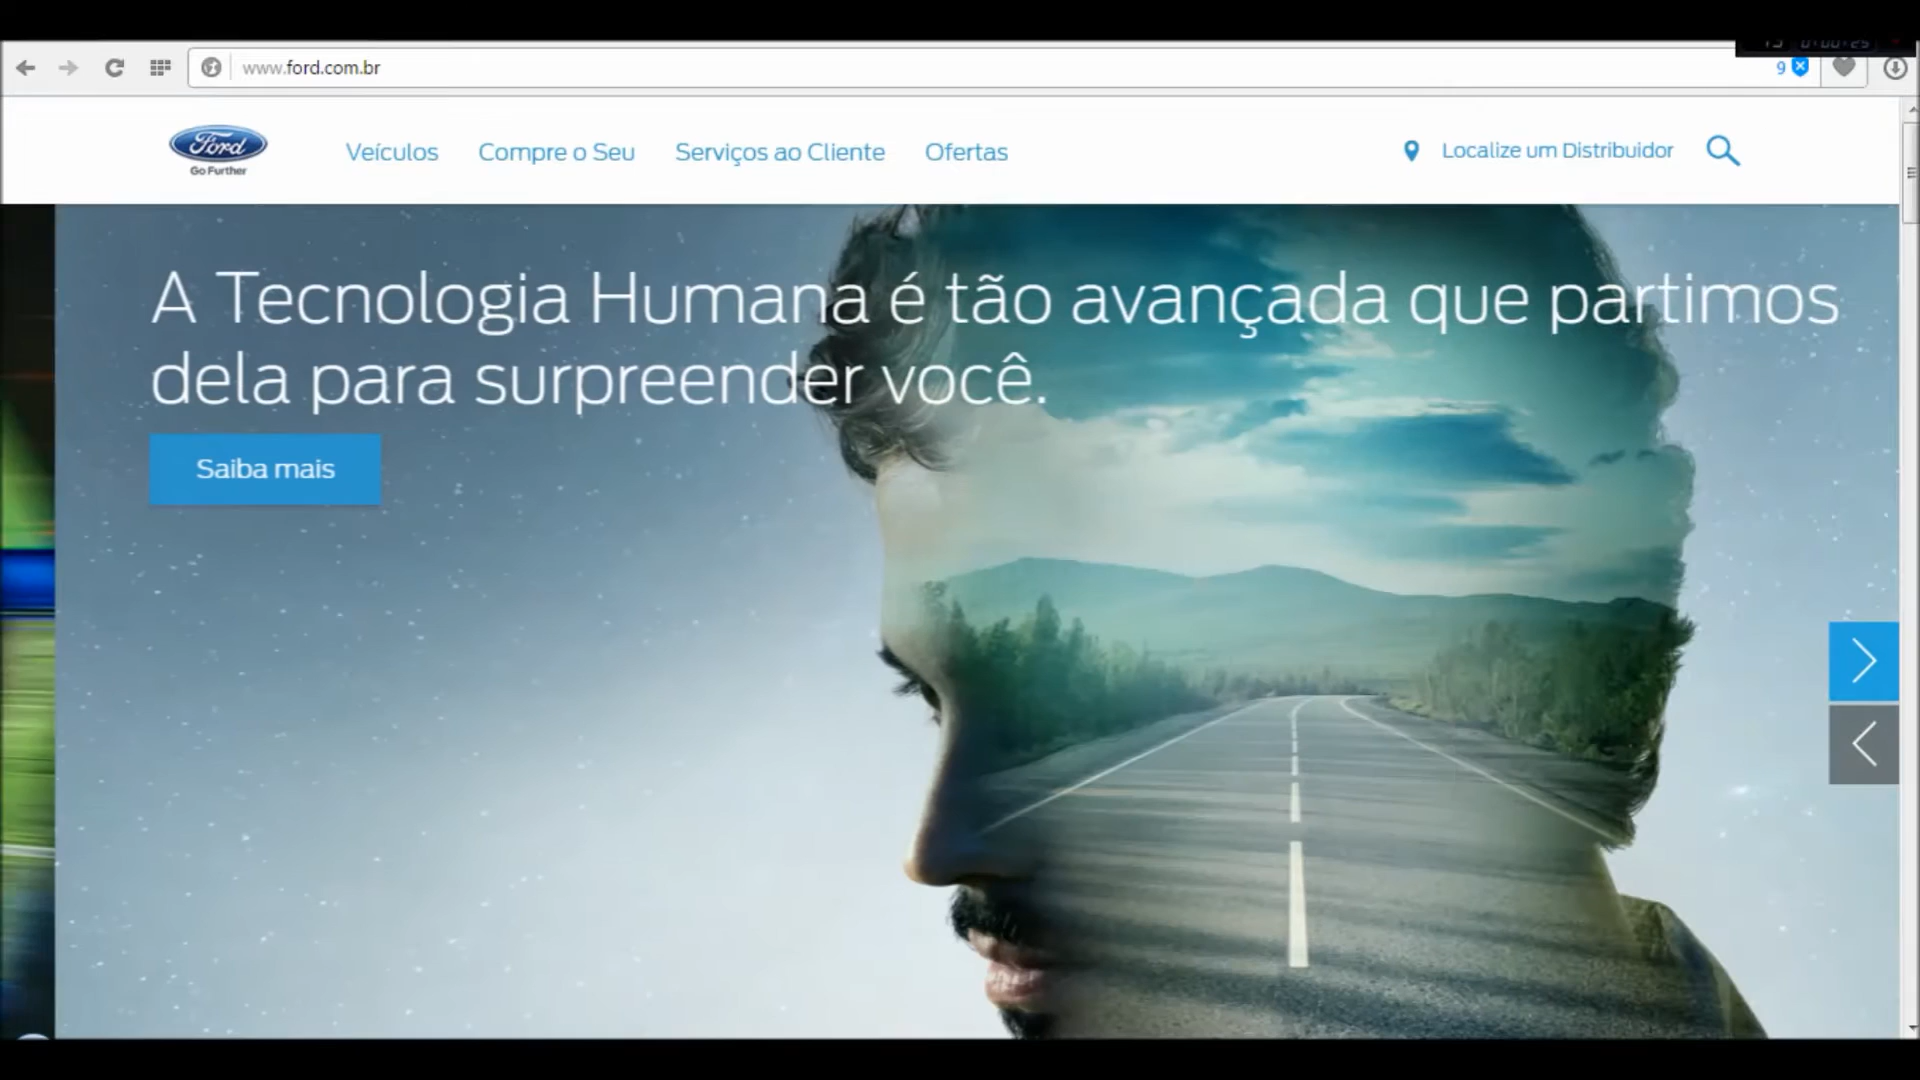 www.ford.com.br
9
Ford
Go Further
Veículos
Compre o Seu
Serviços ao Cliente
Ofertas
Localize um Distribuidor
A Tecnologia Humana é tão avançada que partimos
dela para surpreender você.
Saiba mais